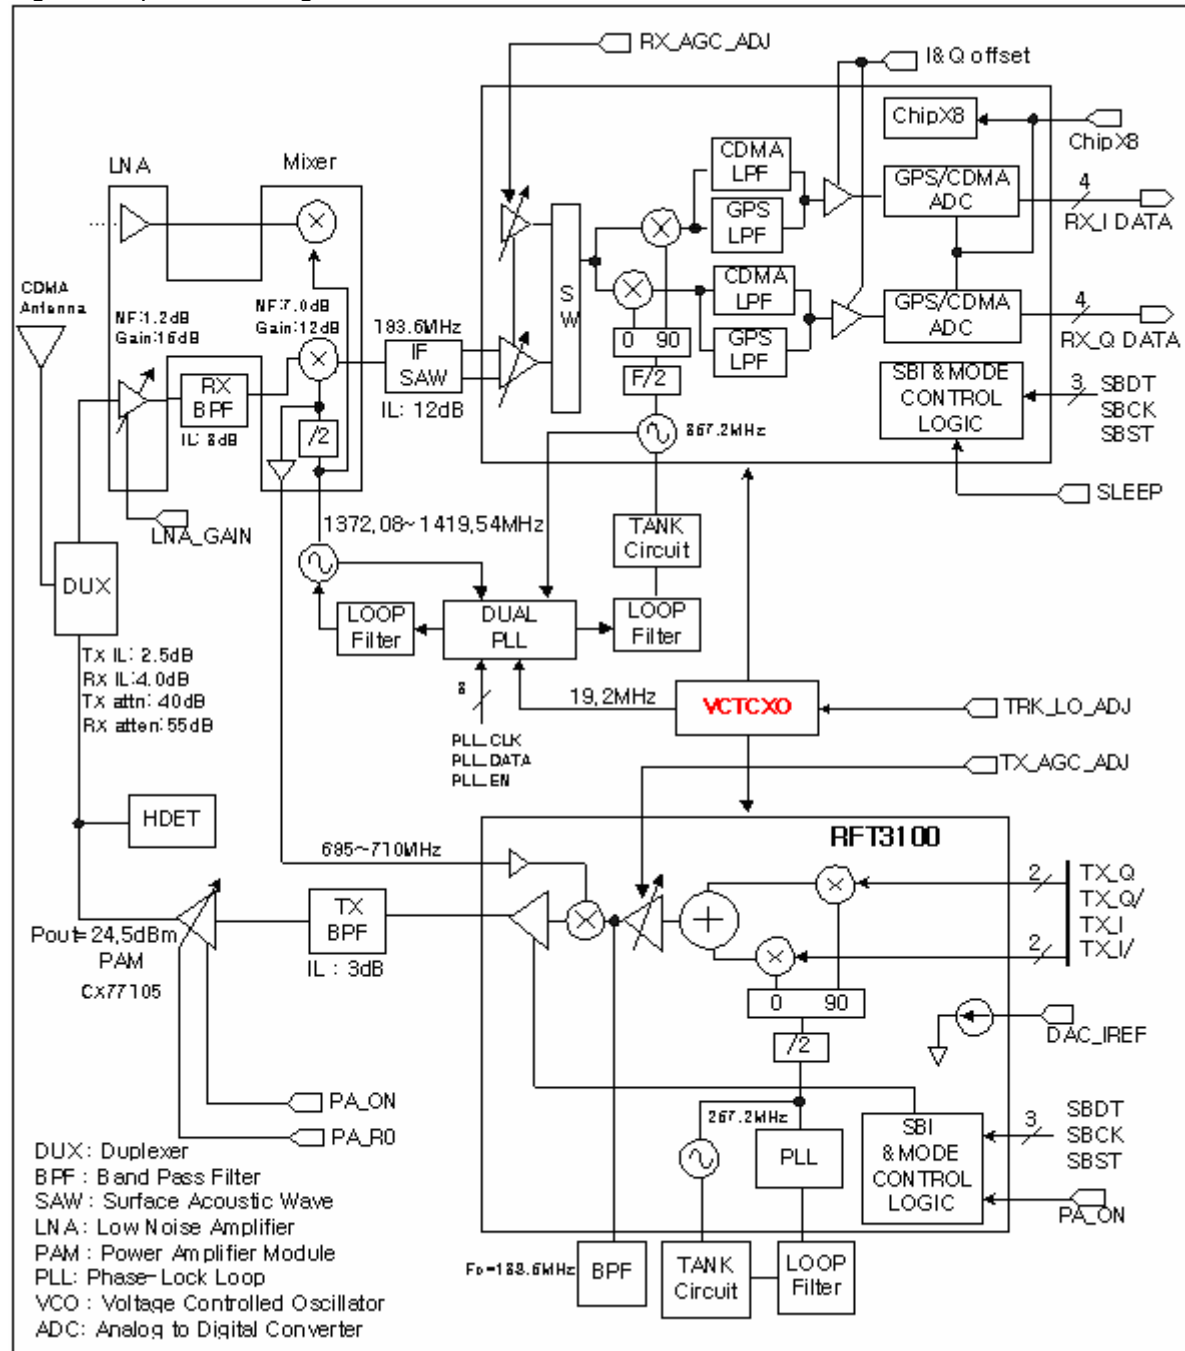 RX_AGC_ADJ
I&Q offset
ChipX8
ChipX8
LNA
Mixer
CDMA
LPF
GPS/CDMA
ADC
4
RX_I DATA
GPS
LPF
CDMA
Antenna
NF:1.2dB
Gain:16dB
NF:7.0dB
Gain:12dB
183.6MHz
IF
SAW
IL: 12dB
S
W
CDMA
LPF
GPS/CDMA
ADC
4
RX_Q DATA
0 90
GPS
LPF
RX
BPF
IL: 8dB
/2
F/2
SBI & MODE
CONTROL
LOGIC
3
SBDT
SBCK
SBST
367.2MHz
SLEEP
LNA_GAIN
1372,08~1419,54MHz
TANK
Circuit
DUX
LOOP
Filter
DUAL
PLL
LOOP
Filter
Tx IL: 2.5dB
Rx IL:4.0dB
Tx attn: 40dB
Rx atten: 55dB
8
19,2MHz
VCTCXO
TRK_LO_ADJ
PLL_CLK
PLL_DATA
PLL_EN
TX_AGC_ADJ
HDET
RFT3100
695~710MHz
2
TX_Q
TX_Q/
TX_I
TX_I/
2
TX
BPF
IL : 3dB
Pout=24,5dBm
PAM
Cx77105
0 90
/2
DAC_IREF
PA_ON
PA_R0
267.2MHz
PLL
SBI
& MODE
CONTROL
LOGIC
3
SBDT
SBCK
SBST
PA_ON
BPF
TANK
Circuit
LOOP
Filter
DUX : Duplexer
BPF : Band Pass Filter
SAW : Surface Acoustic Wave
LNA : Low Noise Amplifier
PAM : Power Amplifier Module
PLL: Phase-Lock Loop
VCO : Voltage Controlled Oscillator
ADC: Analog to Digital Converter